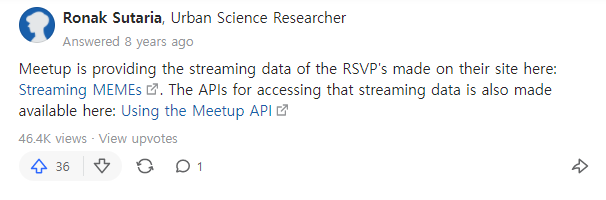 Ronak Sutaria, Urban Science Researcher
Answered 8 years ago
Meetup is providing the streaming data of the RSVP's made on their site here:
Streaming MEMEs. The APIs for accessing that streaming data is also made
available here: Using the Meetup API
46.4K views · View upvotes
36 1